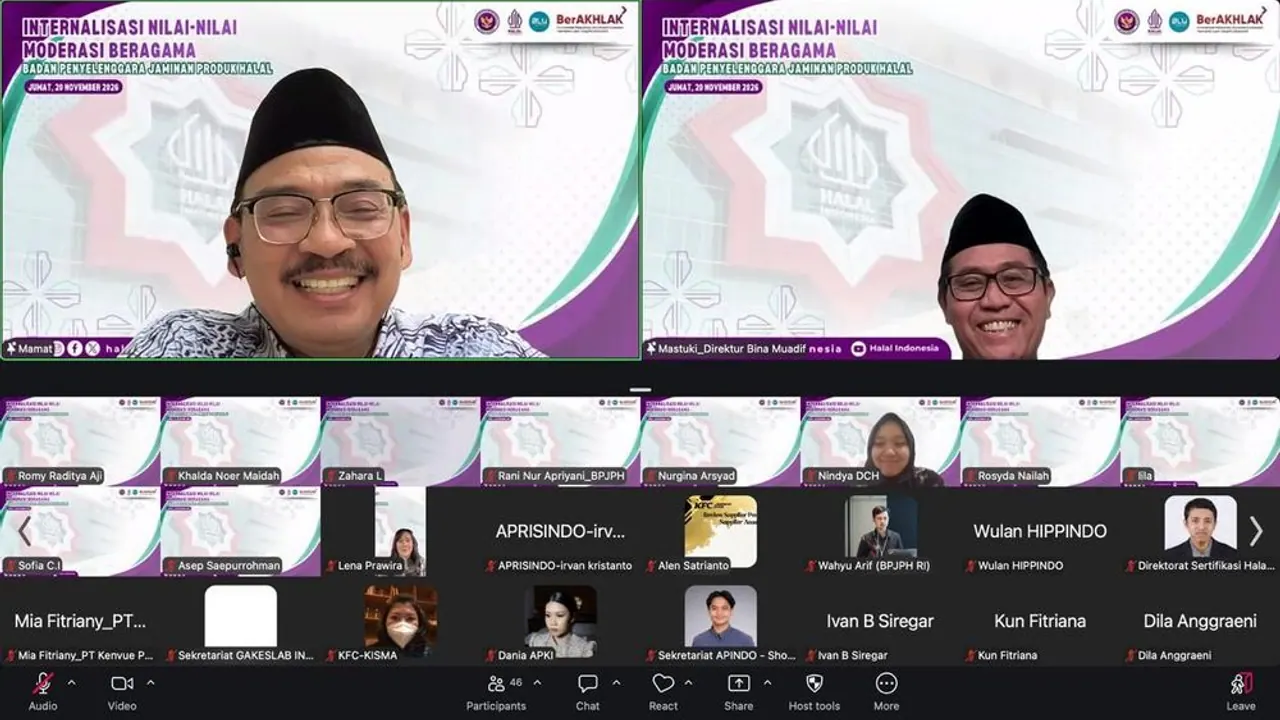 INTERNALISASI NILAI-NILAI
MODERASI BERAGAMA
BADAN PENYELENGGARA JAMINAN PRODUK HALAL
JUMAT, 20 NOVEMBER 2026
BerAKHLAK
HALAL
Mamat
INTERNALISASI NILAI-NILAI
MODERASI BERAGAMA
BADAN PENYELENGGARA JAMINAN PRODUK HALAL
JUMAT, 20 NOVEMBER 2026
BerAKHLAK
HALAL
Mastuki_Direktur Bina Muadif nesia Halal Indonesia
Romy Raditya Aji
Khalda Noer Maidah
Zahara L
Rani Nur Apriyani_BPJPH
Nurgina Arsyad
Nindya DCH
Rosyda Nailah
lila
Sofia C.I
Asep Saepurrohman
Lena Prawira
APRISINDO-irv...
APRISINDO-irvan kristanto
KFC
Alen Satrianto
Wahyu Arif (BPJPH RI)
Wulan HIPPINDO
Wulan HIPPINDO
Direktorat Sertifikasi Hala...
Mia Fitriany_PT...
Mia Fitriany_PT Kenvue P...
Sekretariat GAKESLAB IN...
KFC-KISMA
Dania APKI
Sekretariat APINDO - Sho...
Ivan B Siregar
Ivan B Siregar
Kun Fitriana
Kun Fitriana
Dila Anggraeni
Dila Anggraeni
Audio
Video
46
Participants
Chat
React
Share
Host tools
More
Leave